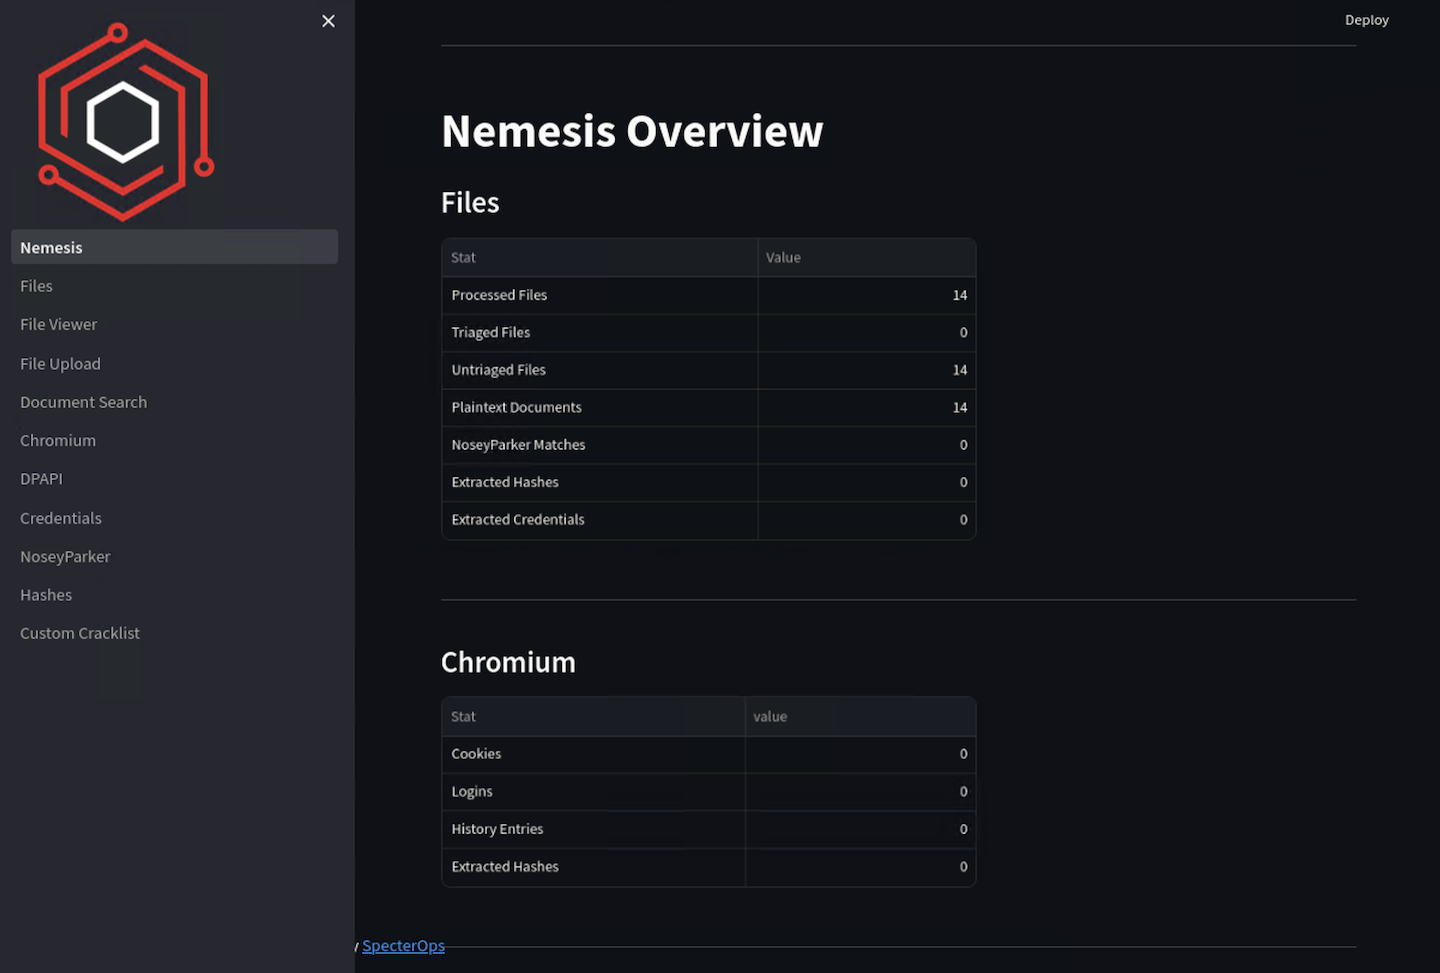 Deploy
Nemesis
Files
File Viewer
File Upload
Document Search
Chromium
DPAPI
Credentials
NoseyParker
Hashes
Custom Cracklist
Nemesis Overview
Files
Stat Value
Processed Files 14
Triaged Files 0
Untriaged Files 14
Plaintext Documents 14
NoseyParker Matches 0
Extracted Hashes 0
Extracted Credentials 0
Chromium
Stat value
Cookies 0
Logins 0
History Entries 0
Extracted Hashes 0
SpecterOps